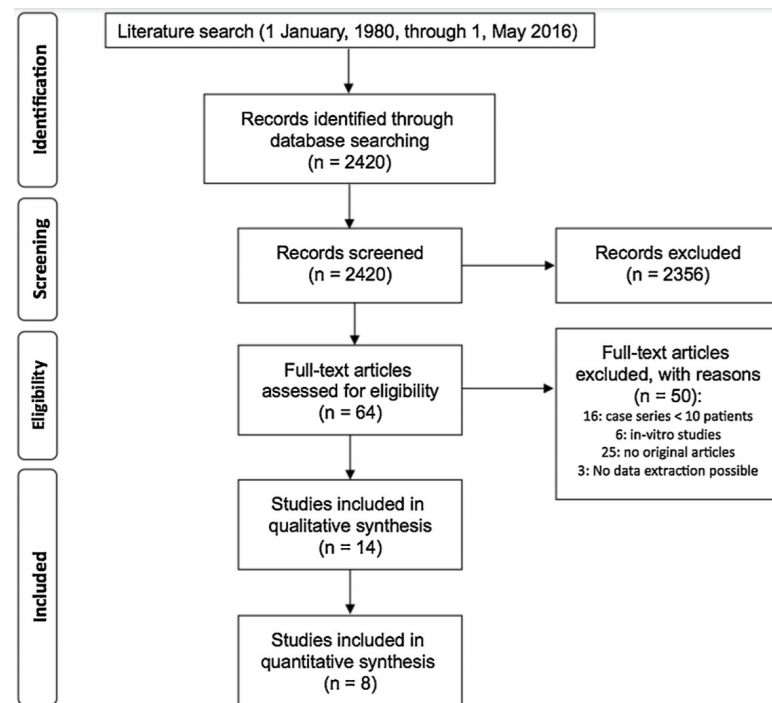 Literature search (1 January, 1980, through 1, May 2016)
Identification
Records identified through
database searching
(n = 2420)
Screening
Records screened
(n = 2420)
Records excluded
(n = 2356)
Eligibility
Full-text articles
assessed for eligibility
(n = 64)
Full-text articles
excluded, with reasons
(n = 50):
16: case series < 10 patients
6: in-vitro studies
25: no original articles
3: No data extraction possible
Included
Studies included in
qualitative synthesis
(n = 14)
Studies included in
quantitative synthesis
(n = 8)